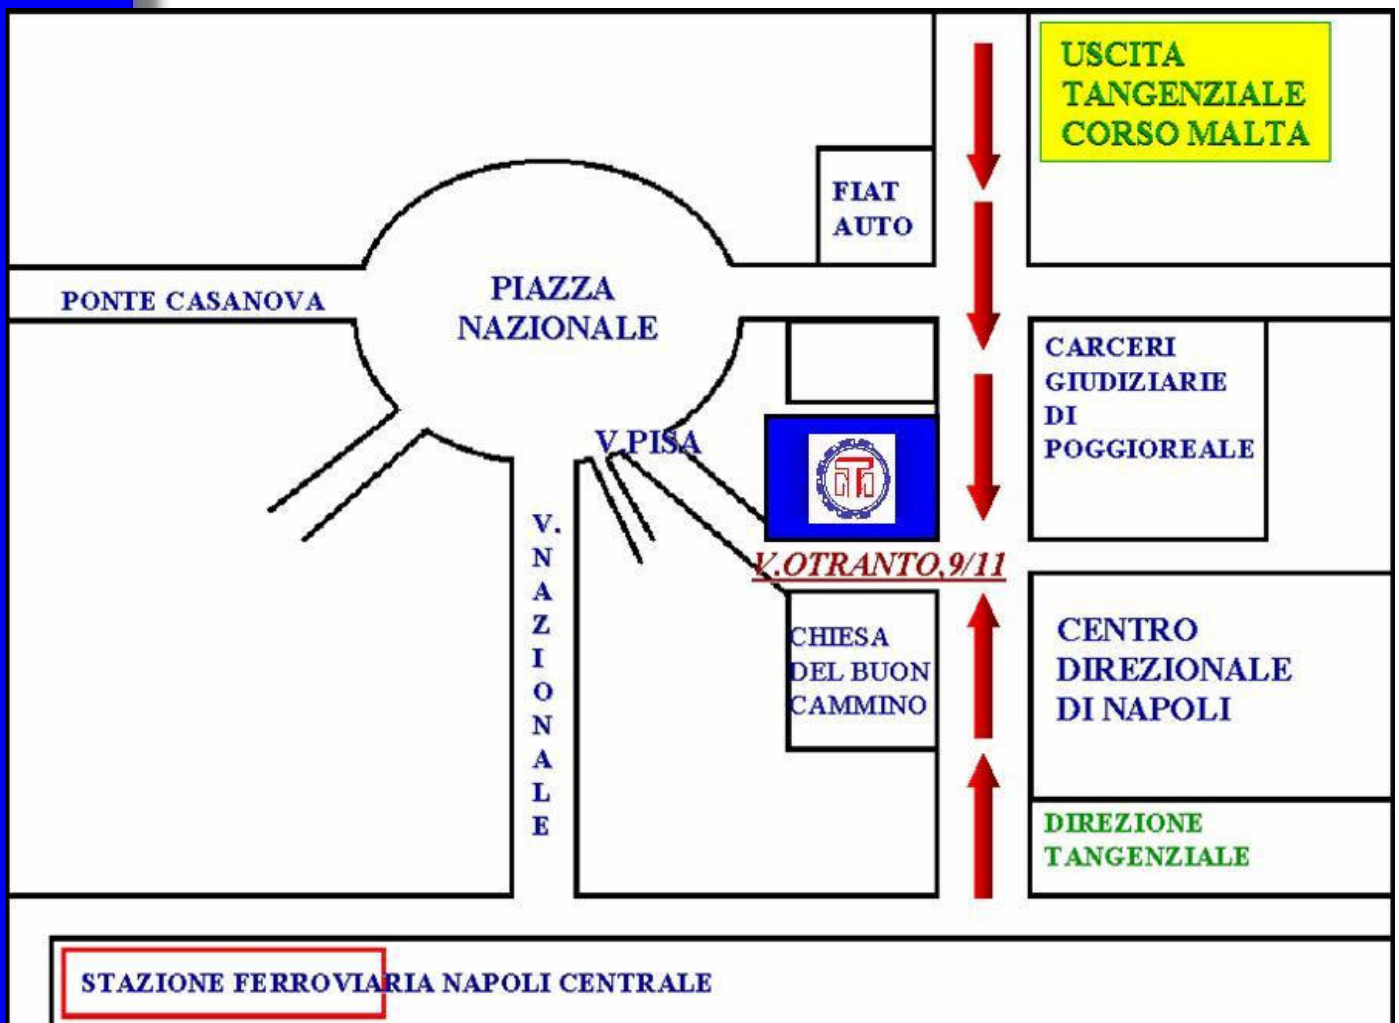 USCITA
TANGENZIALE
CORSO MALTA
FIAT
AUTO
PONTE CASANOVA
PIAZZA
NAZIONALE
CARCERI
GIUDIZIARIE
DI
POGGIOREALE
V.PISA
V.
N
A
Z
I
O
N
A
L
E
V.OTRANTO,9/11
CHIESA
DEL BUON
CAMMINO
CENTRO
DIREZIONALE
DI NAPOLI
DIREZIONE
TANGENZIALE
STAZIONE FERROVIARIA NAPOLI CENTRALE